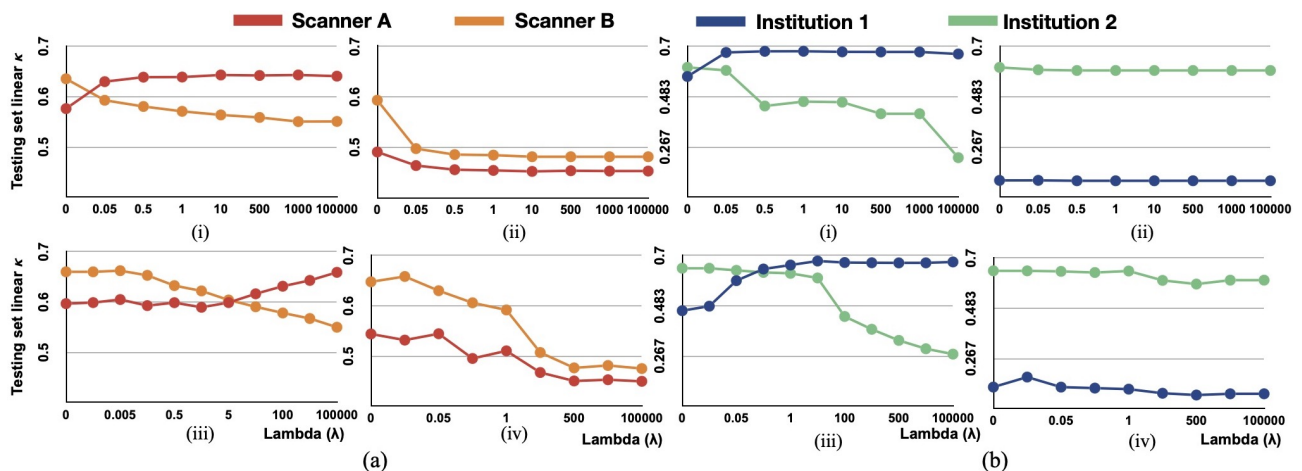 Scanner A Scanner B Institution 1 Institution 2
Testing set linear κ
0.7 0.6 0.5
0 0.05 0.5 1 10 500 1000 100000
(i)
0.7 0.6 0.5
0 0.05 0.5 1 10 500 1000 100000
(ii)
0.7 0.483 0.267
0 0.05 0.5 1 10 500 1000 100000
(i)
0.7 0.483 0.267
0 0.05 0.5 1 10 500 1000 100000
(ii)
Testing set linear κ
0.7 0.6 0.5
0 0.005 0.5 5 100 100000
(iii) Lambda (λ)
0.7 0.6 0.5
0 0.05 1 500 100000
(iv) Lambda (λ)
(a)
0.7 0.483 0.267
0 0.05 1 100 500 100000
(iii) Lambda (λ)
0.7 0.483 0.267
0 0.05 1 500 100000
Lambda (λ) (iv)
(b)